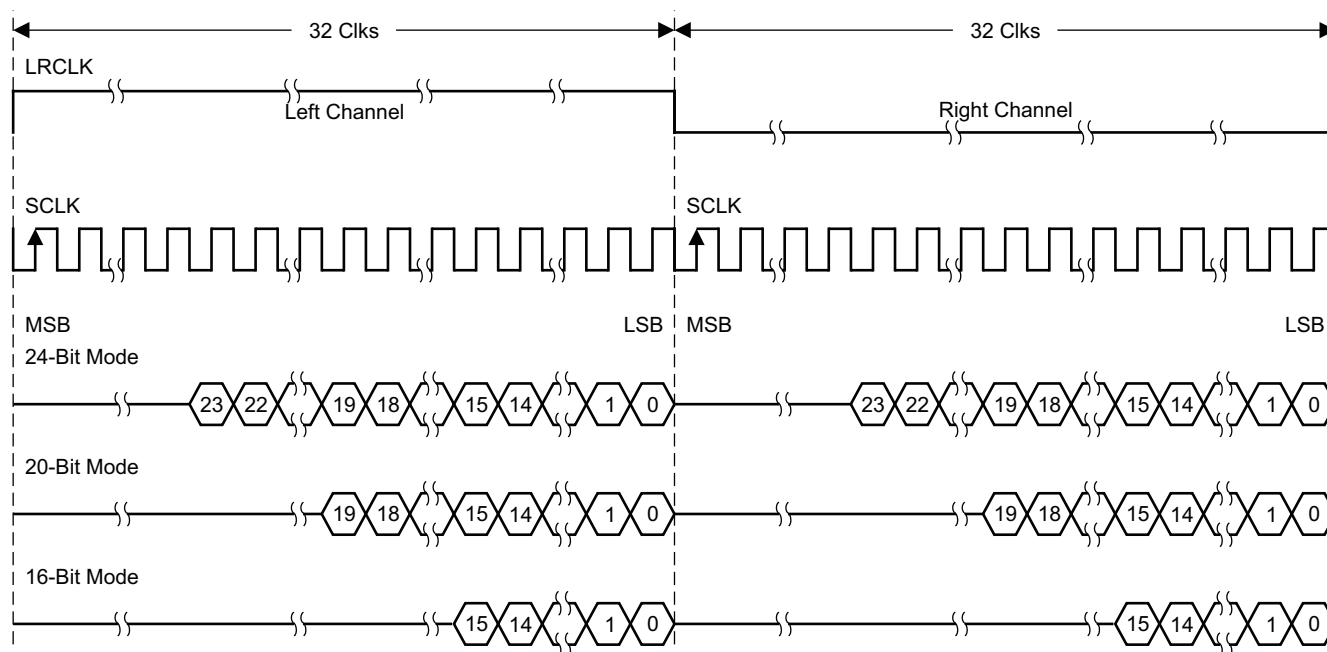 32 Clks 32 Clks
LRCLK
Left Channel Right Channel
SCLK SCLK
MSB LSB MSB LSB
24-Bit Mode
23 22 19 18 15 14 1 0 23 22 19 18 15 14 1 0
20-Bit Mode
19 18 15 14 1 0 19 18 15 14 1 0
16-Bit Mode
15 14 1 0 15 14 1 0